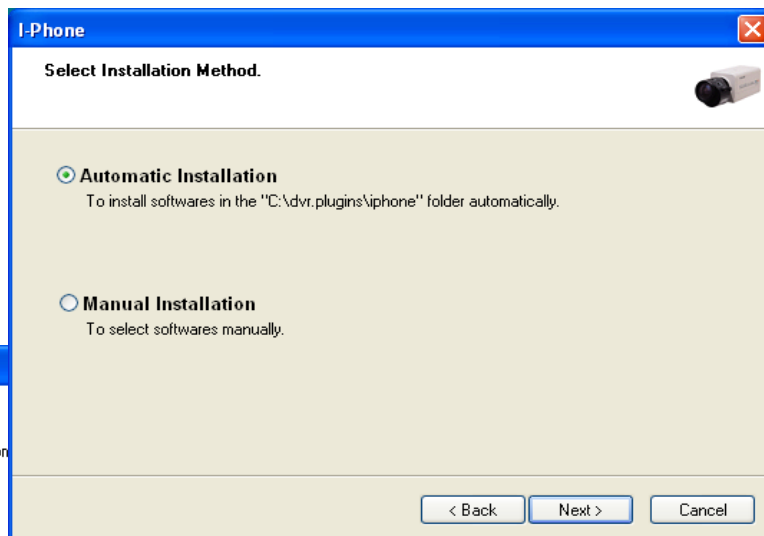 I-Phone
Select Installation Method.
Automatic Installation
To install softwares in the "C:\dvr.plugins\iphone" folder automatically.
Manual Installation
To select softwares manually.
< Back
Next >
Cancel